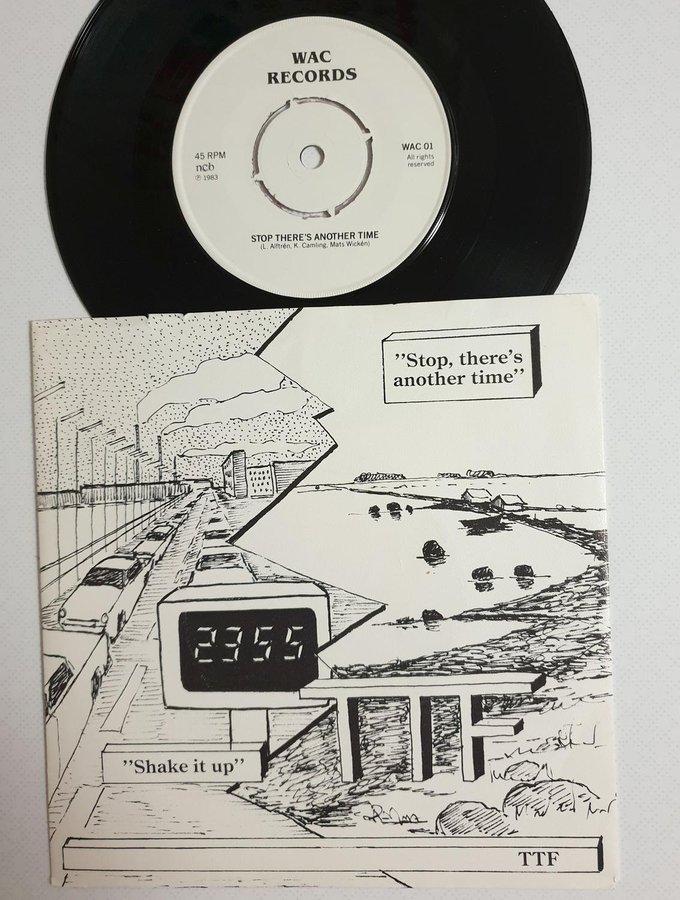 WAC
RECORDS
45 RPM
ncb
Ⓟ 1983
WAC 01
All rights
reserved
STOP THERE'S ANOTHER TIME
(L. Alftrén, K. Camling, Mats Wickén)
”Stop, there's
another time”
2355
TTF
”Shake it up”
TTF